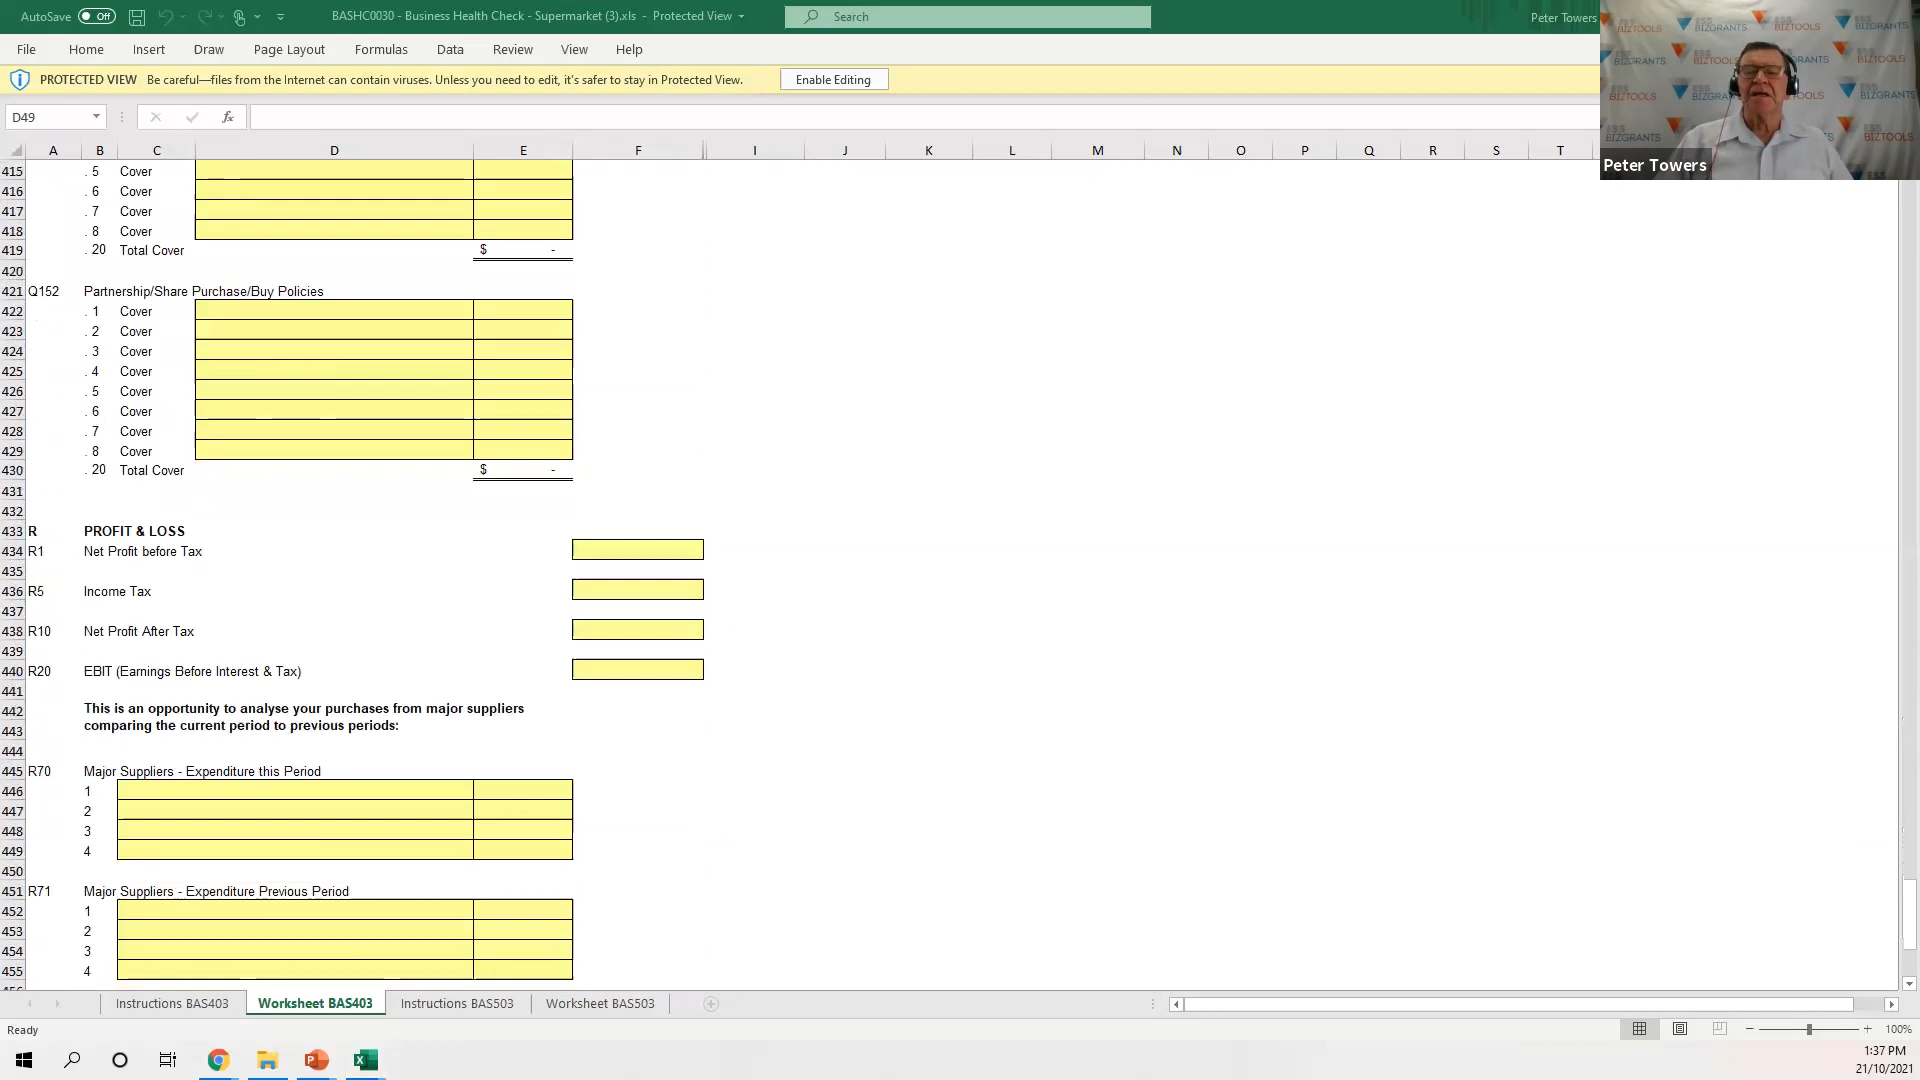 AutoSave Off BASHC0030 - Business Health Check - Supermarket (3).xls - Protected View Search Peter Towers
File Home Insert Draw Page Layout Formulas Data Review View Help
PROTECTED VIEW Be careful—files from the Internet can contain viruses. Unless you need to edit, it's safer to stay in Protected View. Enable Editing
D49 fx
A B C D E F I J K L M N O P Q R S T
Peter Towers
415 . 5 Cover
416 . 6 Cover
417 . 7 Cover
418 . 8 Cover
419 . 20 Total Cover $ -
420
421 Q152 Partnership/Share Purchase/Buy Policies
422 . 1 Cover
423 . 2 Cover
424 . 3 Cover
425 . 4 Cover
426 . 5 Cover
427 . 6 Cover
428 . 7 Cover
429 . 8 Cover
430 . 20 Total Cover $ -
431
432
433 R PROFIT & LOSS
434 R1 Net Profit before Tax
435
436 R5 Income Tax
437
438 R10 Net Profit After Tax
439
440 R20 EBIT (Earnings Before Interest & Tax)
441
442 This is an opportunity to analyse your purchases from major suppliers
443 comparing the current period to previous periods:
444
445 R70 Major Suppliers - Expenditure this Period
446 1
447 2
448 3
449 4
450
451 R71 Major Suppliers - Expenditure Previous Period
452 1
453 2
454 3
455 4
Instructions BAS403 Worksheet BAS403 Instructions BAS503 Worksheet BAS503
Ready 100%
1:37 PM
21/10/2021